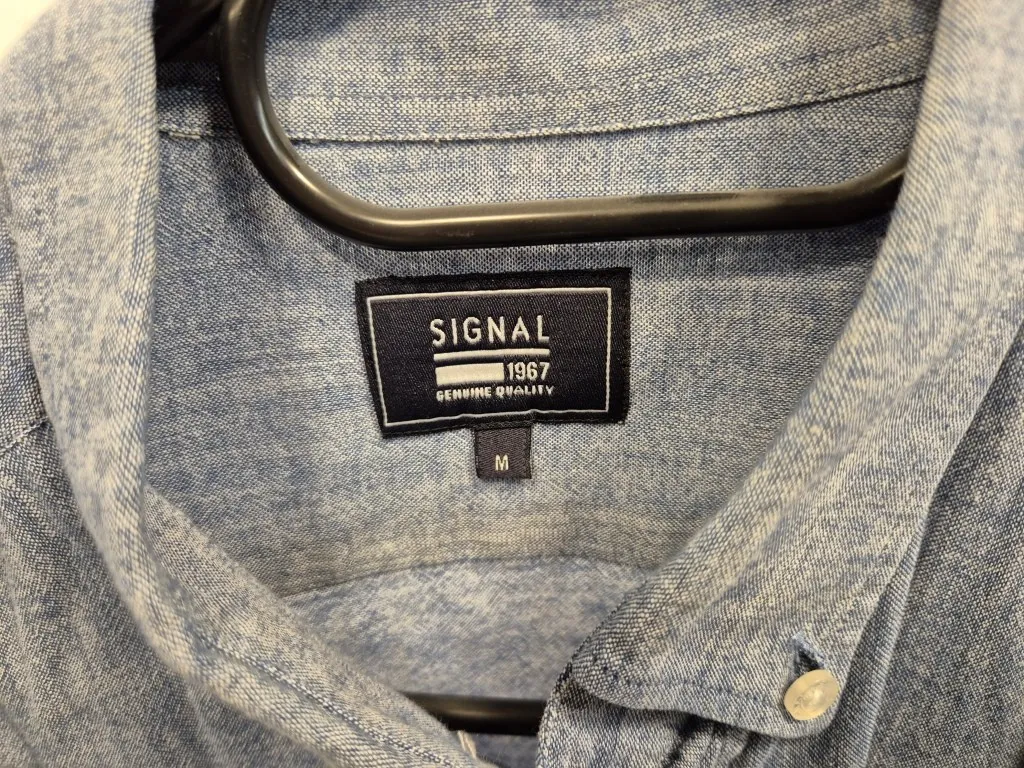 SIGNAL
1967
GENUINE QUALITY
M